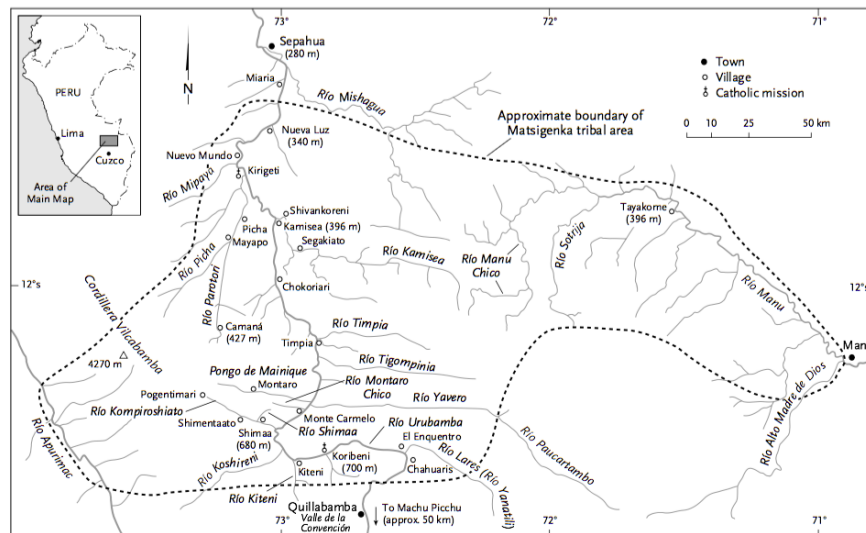 73°
72°
71°
Sepahua
(280 m)
PERU
Lima
Cuzco
Area of
Main Map
N
Miaria
Río Mishagua
Town
Village
Catholic mission
0 10 25 50 km
Approximate boundary of
Matsigenka tribal area
Nueva Luz
(340 m)
Nuevo Mundo
Kirigeti
Río Mipaya
Shivankoreni
Kamisea (396 m)
Segakiato
Picha
Mayapo
Río Picha
Río Parotori
Río Kamisea
Río Manu
Chico
Río Sotrija
Tayakome
(396 m)
Río Manu
12°s
12°s
Chokoriari
Cordillera Vilcabamba
4270 m
Camaná
(427 m)
Timpia
Río Timpia
Río Tigompinia
Man
Pongo de Mainique
Montaro
Río Montaro
Chico
Río Yavero
Pogentimari
Río Kompiroshiato
Shimentaato
Shimaa
(680 m)
Río Shimaa
Monte Carmelo
Río Urubamba
El Enquentro
Río Paucartambo
Río Alto Madre de Dios
Río Apurimac
Río Koshireni
Koribeni
(700 m)
Kiteni
Río Kiteni
Chahuaris
Río Lares (Río Yanatili)
Quillabamba
Valle de la
Convención
To Machu Picchu
(approx. 50 km)
73°
72°
71°